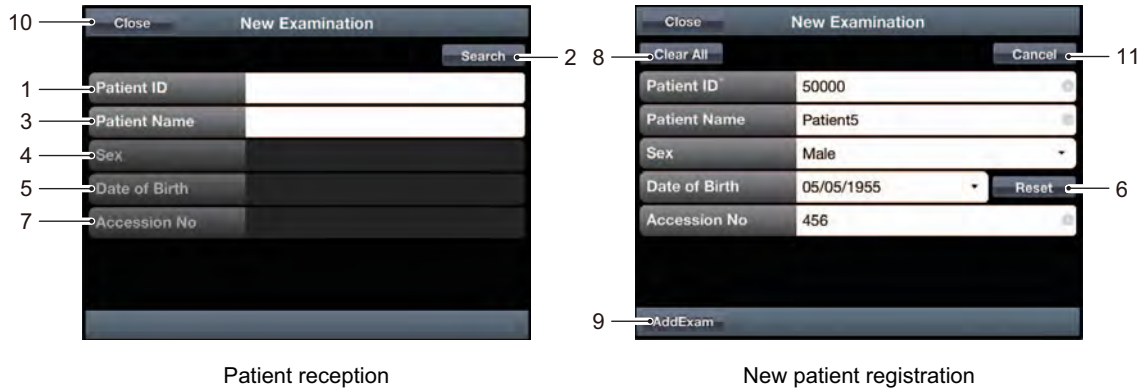 10 Close New Examination
Search 2
1 Patient ID
3 Patient Name
4 Sex
5 Date of Birth
7 Accession No
Patient reception
Close New Examination
8 Clear All Cancel 11
Patient ID* 50000
Patient Name Patient5
Sex Male
Date of Birth 05/05/1955 Reset 6
Accession No 456
9 AddExam
New patient registration